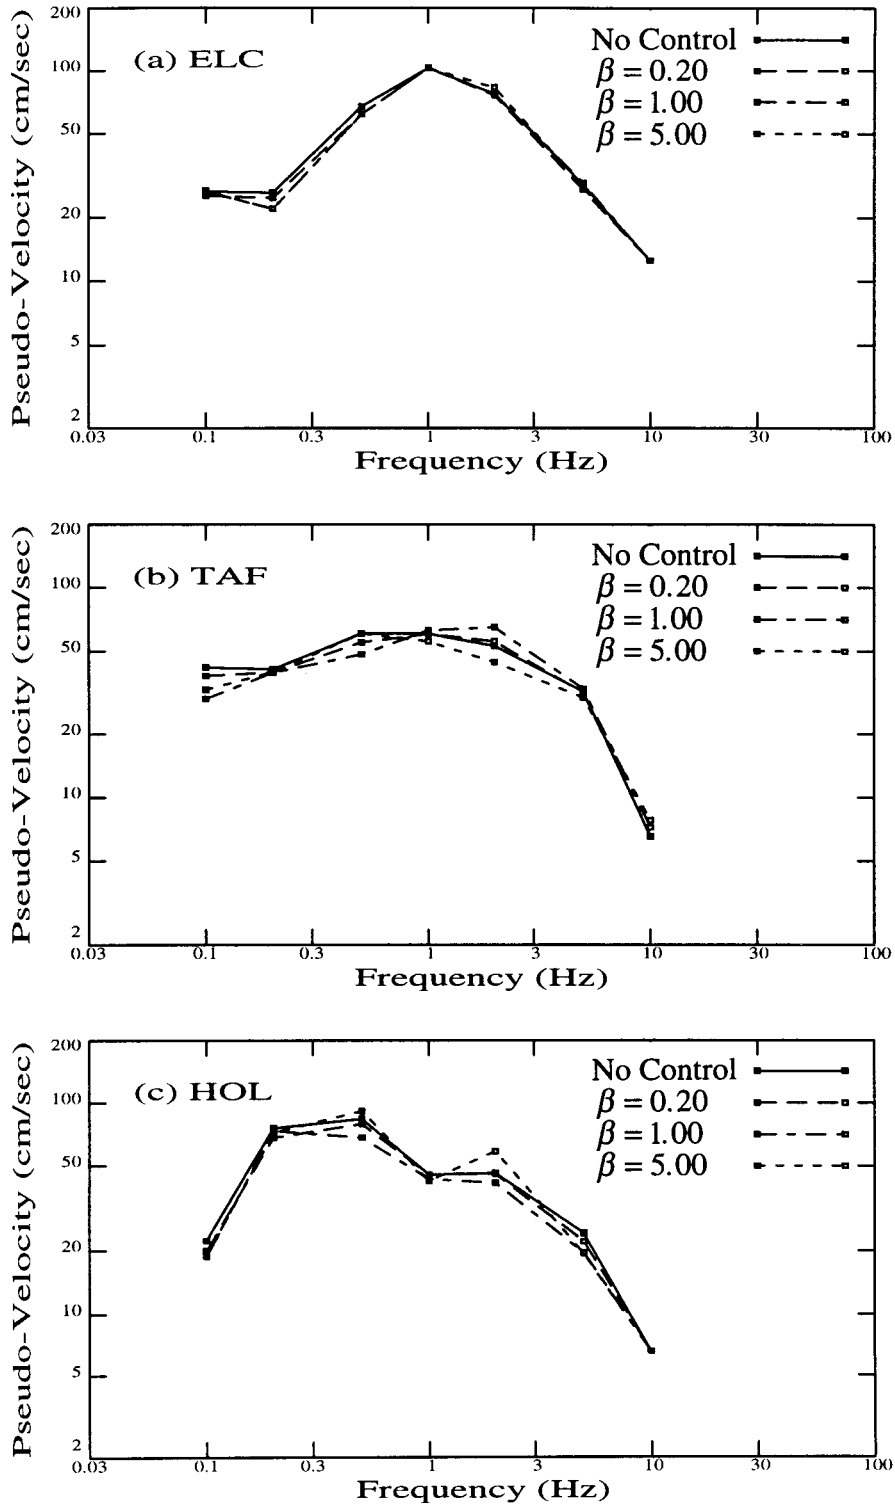 200
100
50
20
10
5
2
Pseudo-Velocity (cm/sec)
(a) ELC
No Control
β = 0.20
β = 1.00
β = 5.00
0.03 0.1 0.3 1 3 10 30 100
Frequency (Hz)
200
100
50
20
10
5
2
Pseudo-Velocity (cm/sec)
(b) TAF
No Control
β = 0.20
β = 1.00
β = 5.00
0.03 0.1 0.3 1 3 10 30 100
Frequency (Hz)
200
100
50
20
10
5
2
Pseudo-Velocity (cm/sec)
(c) HOL
No Control
β = 0.20
β = 1.00
β = 5.00
0.03 0.1 0.3 1 3 10 30 100
Frequency (Hz)